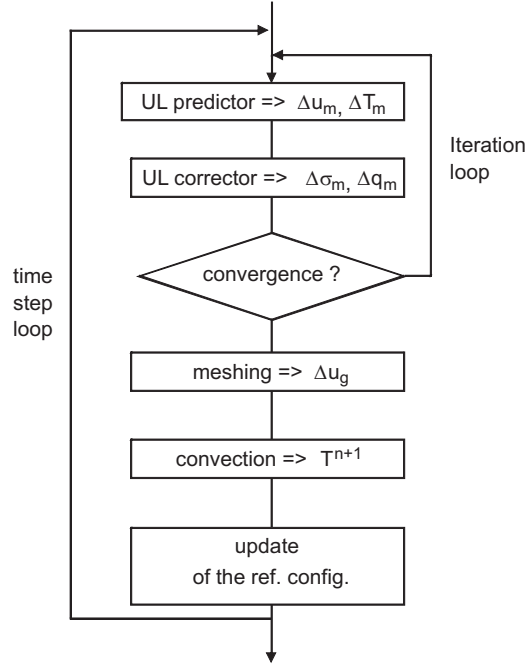 UL predictor => Δu_m, ΔT_m
Iteration
loop
UL corrector => Δσ_m, Δq_m
convergence ?
time
step
loop
meshing => Δu_g
convection => T^{n+1}
update
of the ref. config.